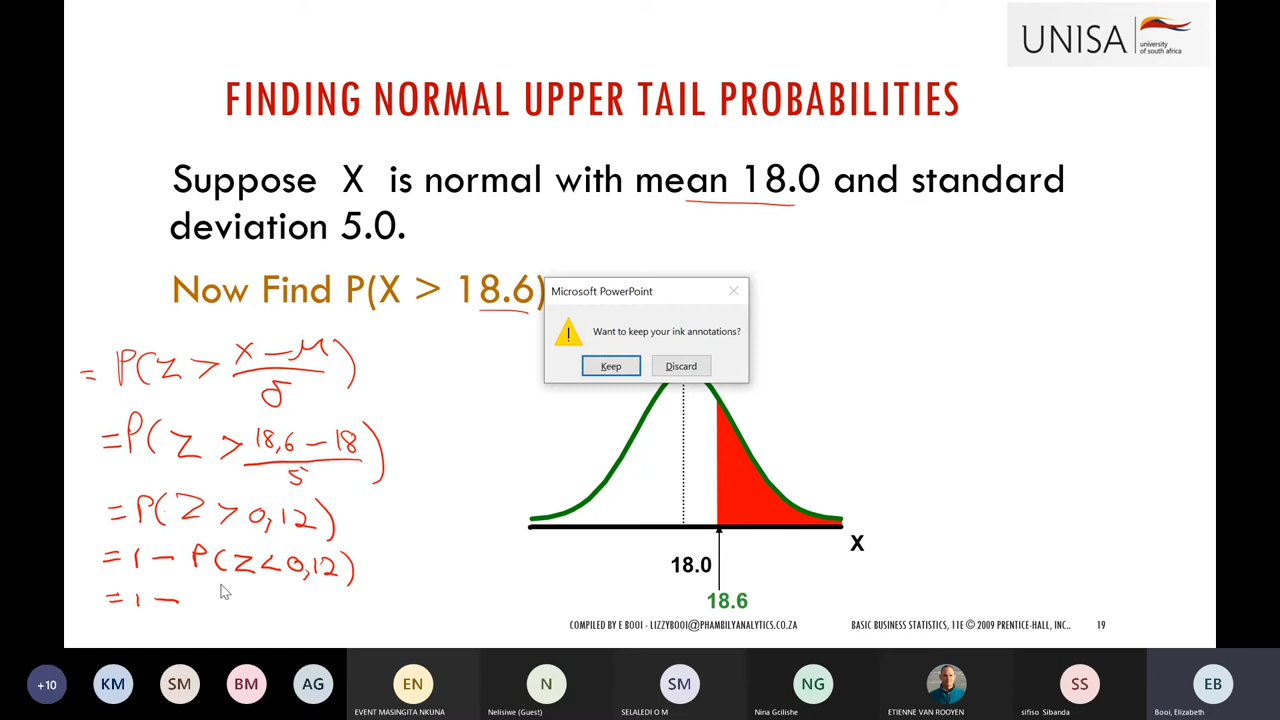 UNISA
university
of south africa
FINDING NORMAL UPPER TAIL PROBABILITIES
Suppose X is normal with mean 18.0 and standard
deviation 5.0.
Now Find P(X > 18.6)
Microsoft PowerPoint
Want to keep your ink annotations?
Keep
Discard
= P(Z > X - μ / δ)
= P(Z > 18,6 - 18 / 5)
= P(Z > 0,12)
= 1 - P(Z < 0,12)
= 1 -
X
18.0
18.6
COMPILED BY E BOOI - LIZZYBOOI@PHAMBILYANALYTICS.CO.ZA
BASIC BUSINESS STATISTICS, 11E © 2009 PRENTICE-HALL, INC..
19
+10
KM
SM
BM
AG
EN
EVENT MASINGITA NKUNA
N
Nelisiwe (Guest)
SM
SELALEDI O M
NG
Nina Gcilishe
ETIENNE VAN ROOYEN
SS
sifiso Sibanda
EB
Booi, Elizabeth